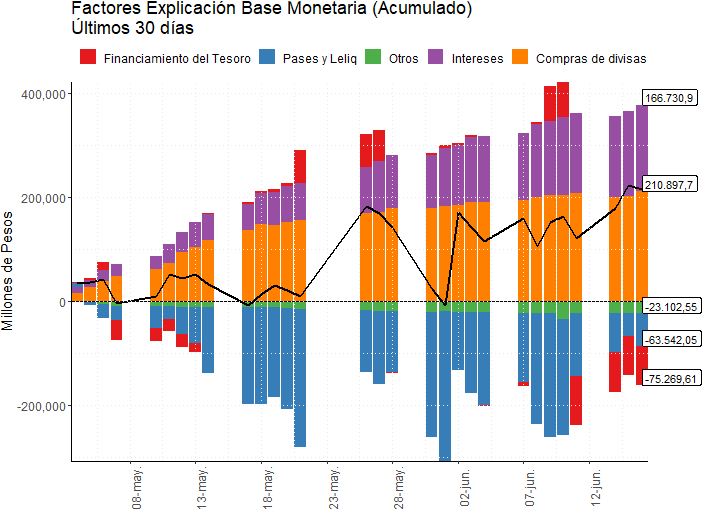 Factores Explicación Base Monetaria (Acumulado)
Últimos 30 días
Financiamiento del Tesoro
Pases y Leliq
Otros
Intereses
Compras de divisas
Millones de Pesos
400,000
200,000
0
-200,000
166.730,9
210.897,7
-23.102,55
-63.542,05
-75.269,61
08-may.
13-may.
18-may.
23-may.
28-may.
02-jun.
07-jun.
12-jun.